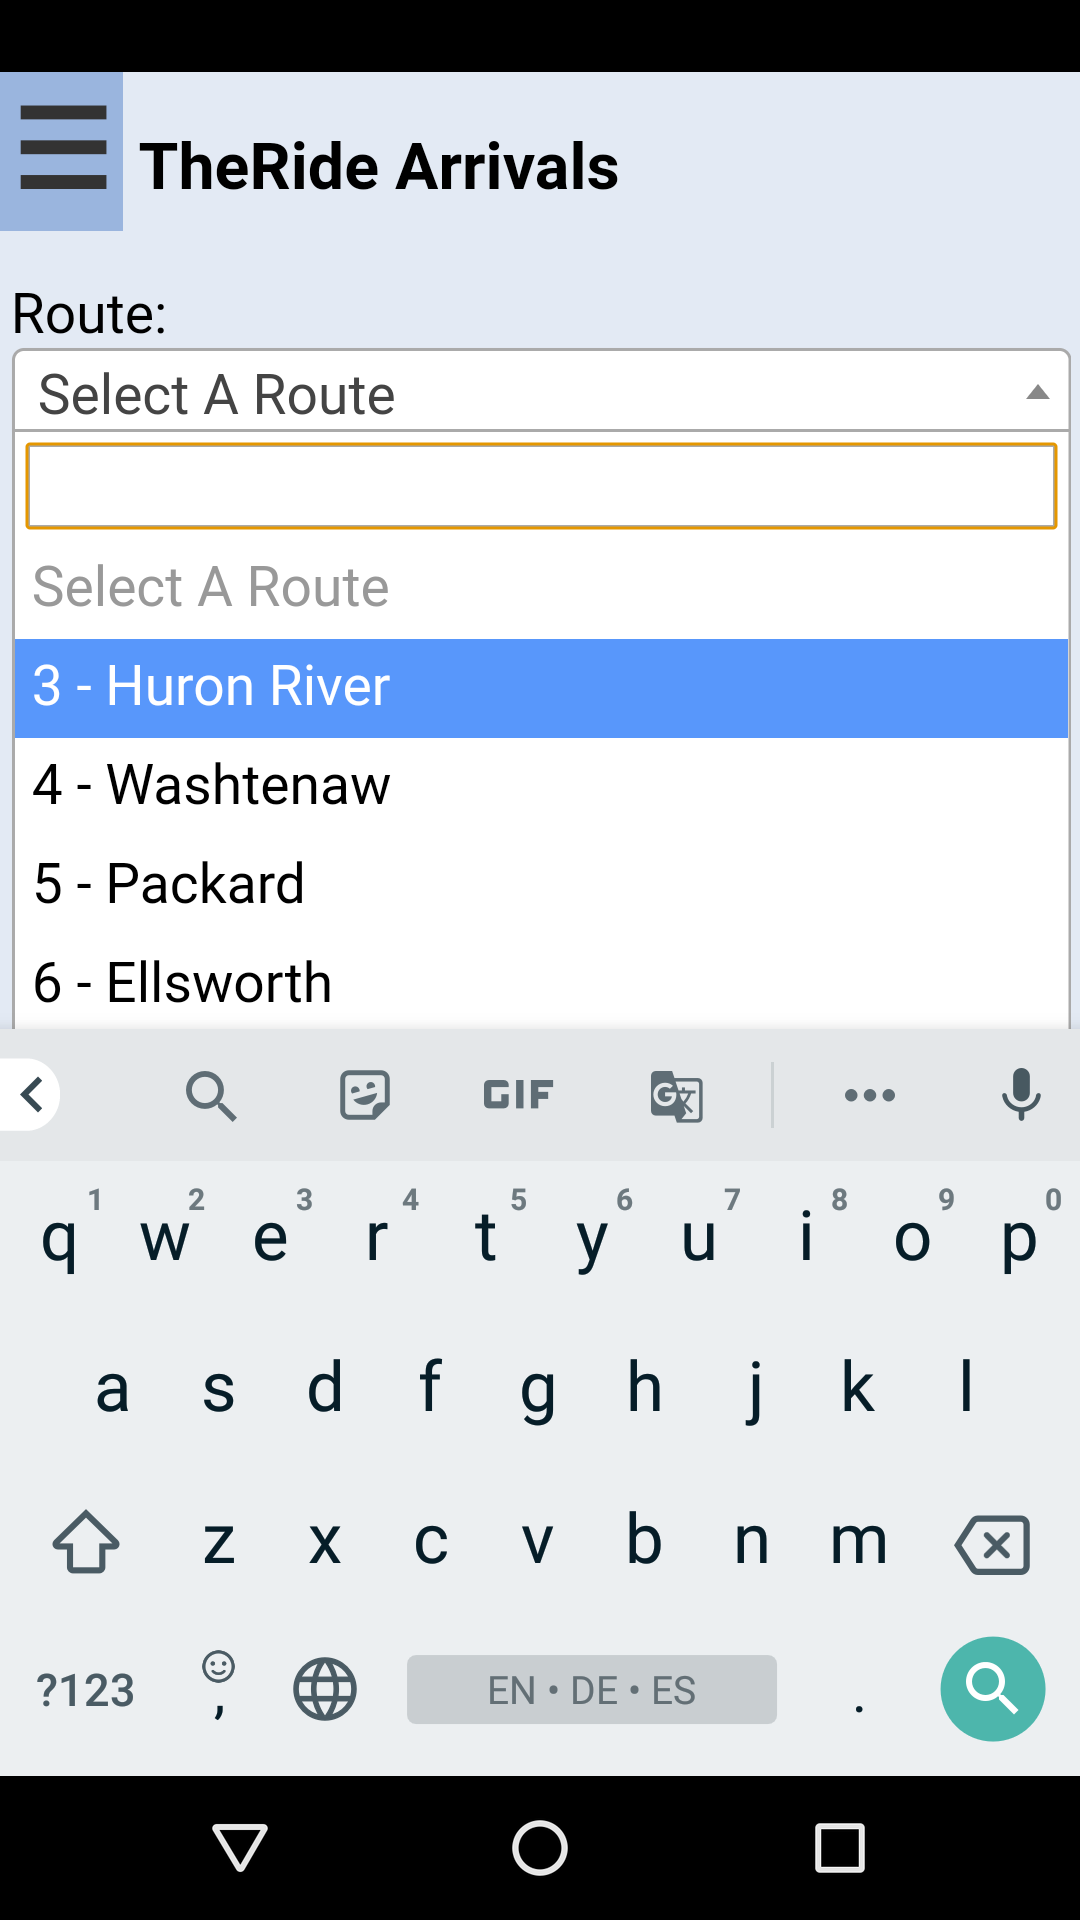 TheRide Arrivals
Route:
Select A Route
Select A Route
3 - Huron River
4 - Washtenaw
5 - Packard
6 - Ellsworth
GIF G 文
1 2 3 4 5 6 7 8 9 0
q w e r t y u i o p
a s d f g h j k l
z x c v b n m
?123 , EN • DE • ES .